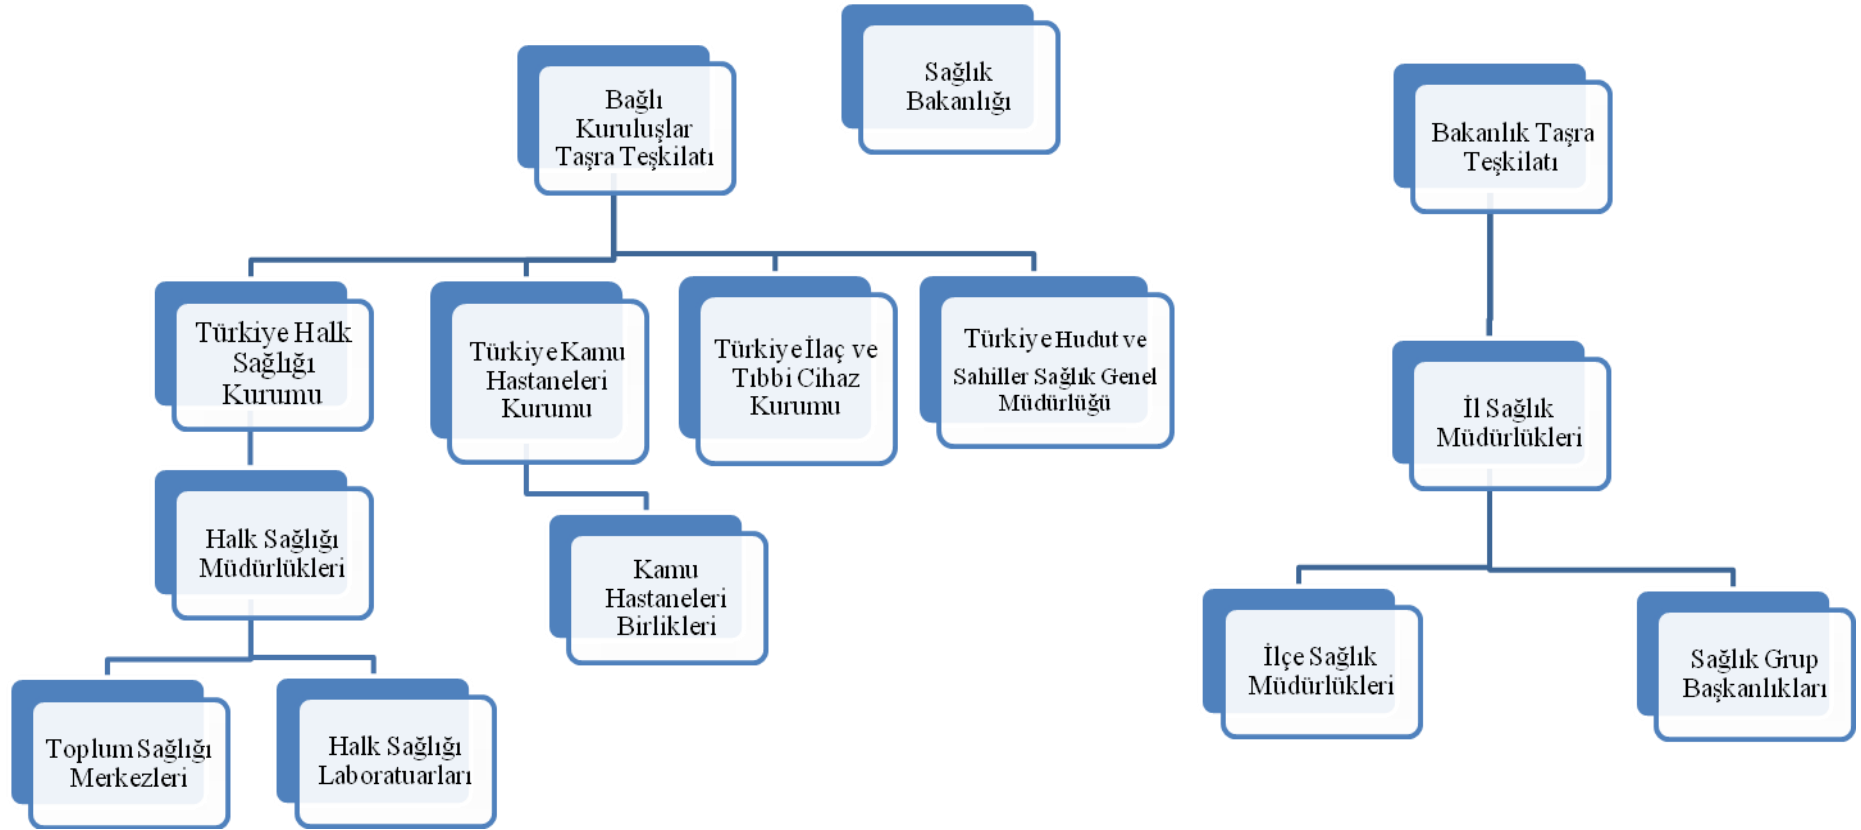 Sağlık
Bakanlığı
Bağlı
Kuruluşlar
Taşra Teşkilatı
Bakanlık Taşra
Teşkilatı
Türkiye Halk
Sağlığı
Kurumu
Türkiye Kamu
Hastaneleri
Kurumu
Türkiye İlaç ve
Tıbbi Cihaz
Kurumu
Türkiye Hudut ve
Sahiller Sağlık Genel
Müdürlüğü
İl Sağlık
Müdürlükleri
Halk Sağlığı
Müdürlükleri
Kamu
Hastaneleri
Birlikleri
İlçe Sağlık
Müdürlükleri
Sağlık Grup
Başkanlıkları
Toplum Sağlığı
Merkezleri
Halk Sağlığı
Laboratuarları